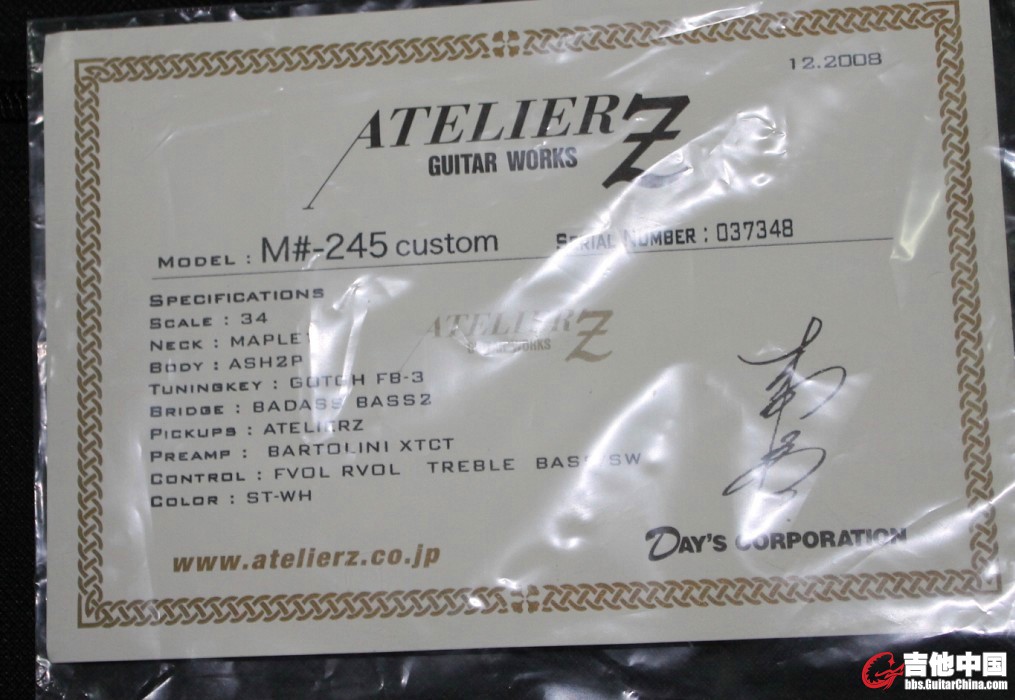 12.2008
ATELIER Z
GUITAR WORKS
MODEL : M#-245 custom SERIAL NUMBER : 037348
SPECIFICATIONS
SCALE : 34
NECK : MAPLE
BODY : ASH2P
TUNINGKEY : GOTOH FB-3
BRIDGE : BADASS BASS2
PICKUPS : ATELIERZ
PREAMP : BARTOLINI XTCT
CONTROL : FVOL RVOL TREBLE BASS SW
COLOR : ST-WH
ATELIER Z
GUITAR WORKS
www.atelierz.co.jp
DAY'S CORPORATION
吉他中国
bbs.GuitarChina.com